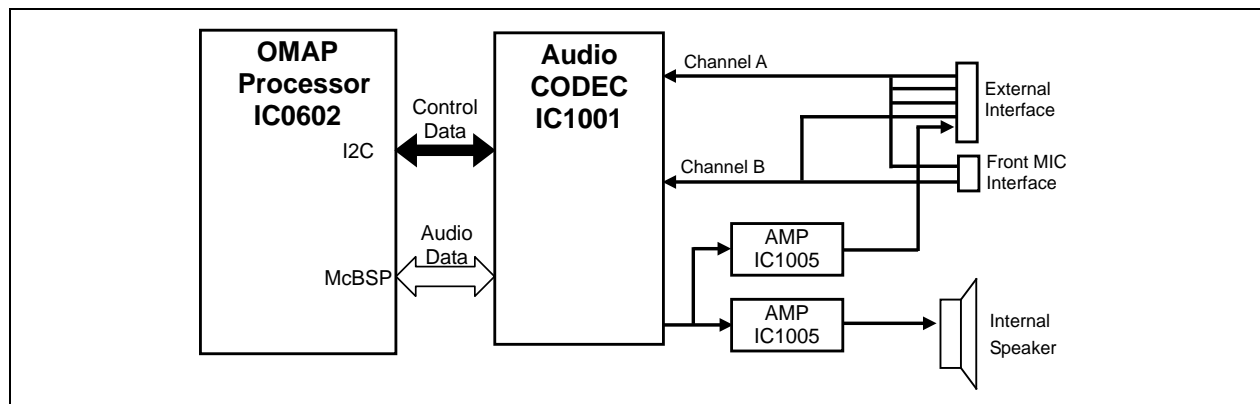 OMAP
Processor
IC0602
I2C
McBSP
Control
Data
Audio
Data
Audio
CODEC
IC1001
Channel A
Channel B
External
Interface
Front MIC
Interface
AMP
IC1005
AMP
IC1005
Internal
Speaker